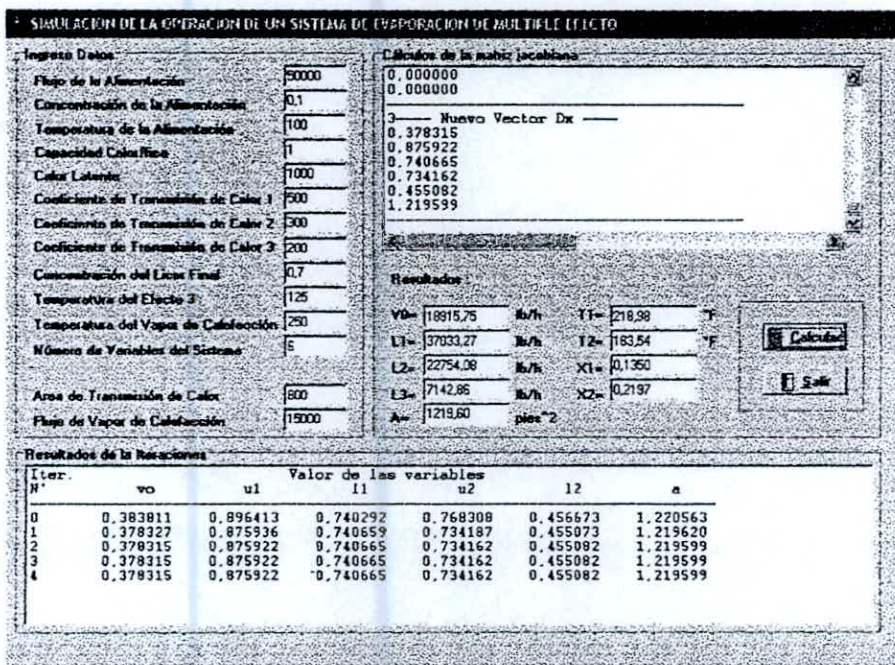 SIMULACION DE LA OPERACION DE UN SISTEMA DE EVAPORACION DE MULTIPLE EFECTO
Ingreso Datos
Flujo de la Alimentación 50000
Concentración de la Alimentación 0,1
Temperatura de la Alimentación 100
Capacidad Calorífica 1
Calor Latente 1000
Coeficiente de Transmisión de Calor 1 500
Coeficiente de Transmisión de Calor 2 300
Coeficiente de Transmisión de Calor 3 200
Concentración del Licor Final 0,7
Temperatura del Efecto 3 125
Temperatura del Vapor de Calefacción 250
Número de Variables del Sistema
Area de Transmisión de Calor 800
Flujo de Vapor de Calefacción 15000
Cálculos de la matriz jacobiana
0.000000
0.000000
3---- Nuevo Vector Dx ----
0.378315
0.875922
0.740665
0.734162
0.455082
1.219599
Resultados :
V0= 18915,75 lb/h T1= 218,98 °F
L1= 37033,27 lb/h T2= 183,54 °F
L2= 22754,08 lb/h X1= 0,1350
L3= 7142,86 lb/h X2= 0,2197
A= 1219,60 pies^2
Calcular
Salir
Resultados de la Iteraciones
Iter. Valor de las variables
N° vo u1 l1 u2 l2 a
0 0.383811 0.896413 0.740292 0.768308 0.456673 1.220563
1 0.378327 0.875936 0.740659 0.734187 0.455073 1.219620
2 0.378315 0.875922 0.740665 0.734162 0.455082 1.219599
3 0.378315 0.875922 0.740665 0.734162 0.455082 1.219599
4 0.378315 0.875922 0.740665 0.734162 0.455082 1.219599